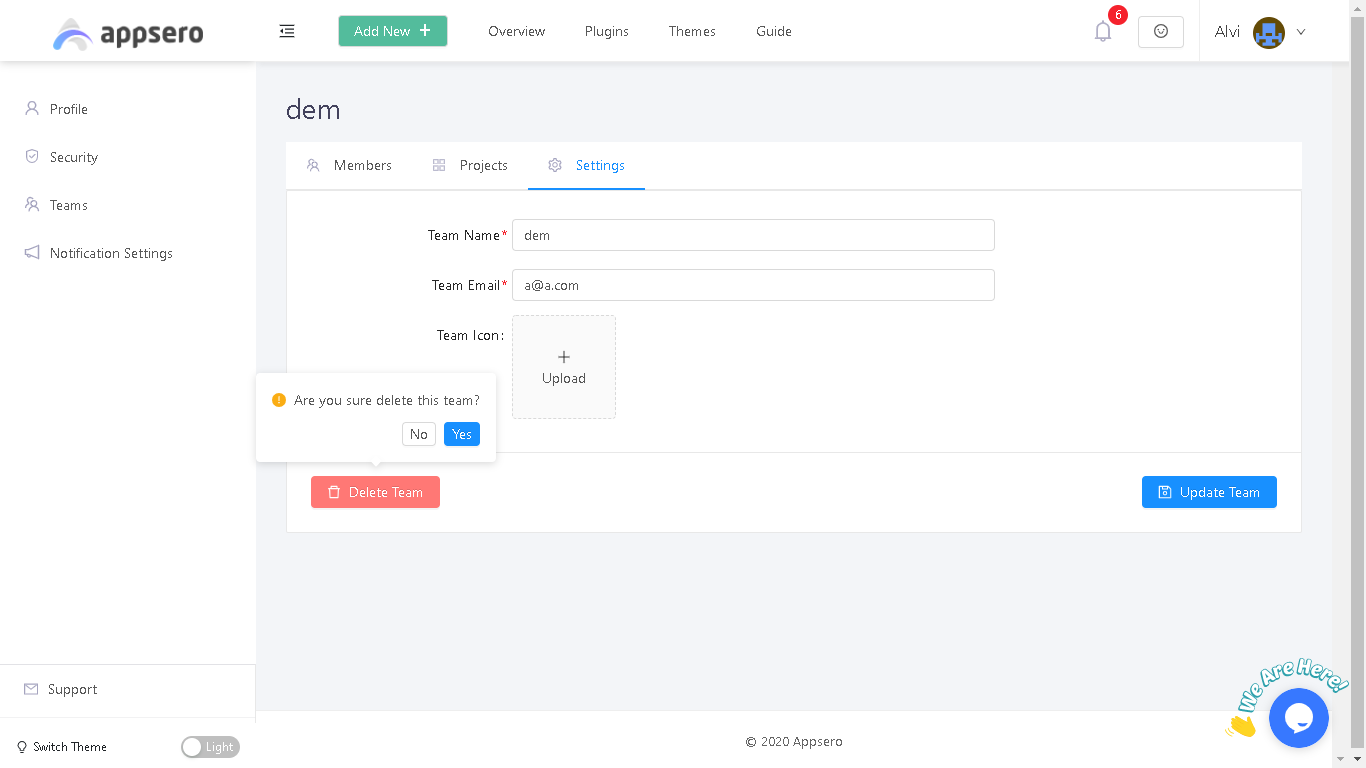 appsero
Add New
Overview
Plugins
Themes
Guide
6
Alvi
Profile
Security
Teams
Notification Settings
dem
Members
Projects
Settings
Team Name*
dem
Team Email*
a@a.com
Team Icon:
Upload
Are you sure delete this team?
No
Yes
Delete Team
Update Team
Support
Switch Theme
Light
© 2020 Appsero
We Are Here!